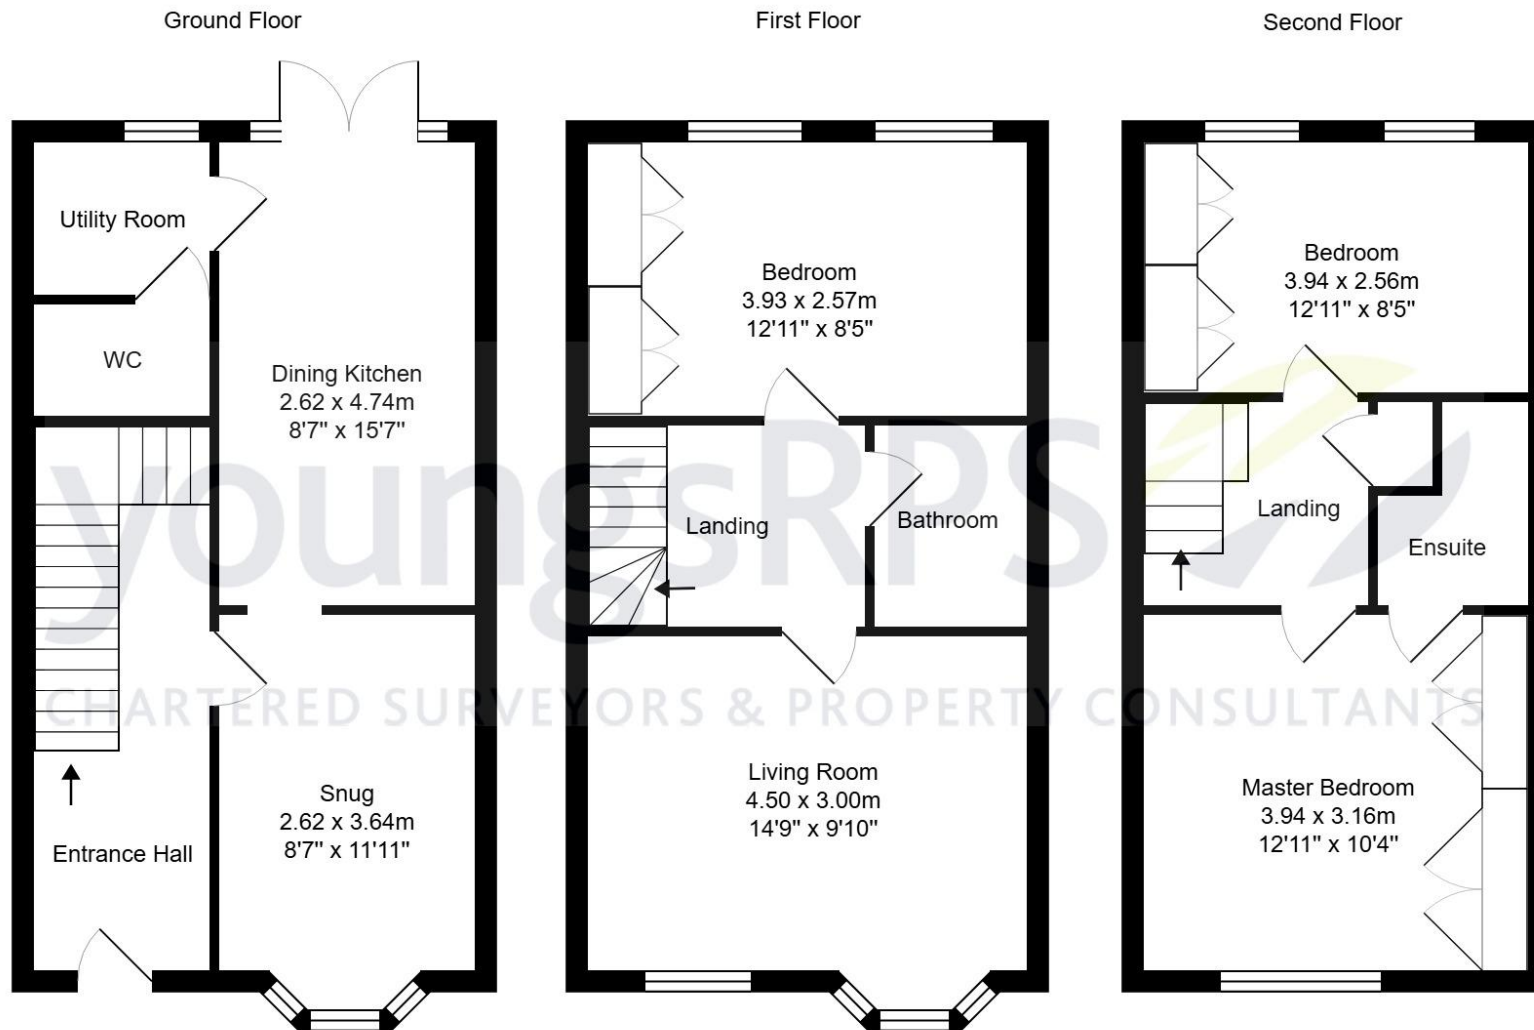 Ground Floor
First Floor
Second Floor
Utility Room
WC
Dining Kitchen
2.62 x 4.74m
8'7" x 15'7"
Snug
2.62 x 3.64m
8'7" x 11'11"
Entrance Hall
Bedroom
3.93 x 2.57m
12'11" x 8'5"
Landing
Bathroom
Living Room
4.50 x 3.00m
14'9" x 9'10"
Bedroom
3.94 x 2.56m
12'11" x 8'5"
Landing
Ensuite
Master Bedroom
3.94 x 3.16m
12'11" x 10'4"
youngsRPS
CHARTERED SURVEYORS & PROPERTY CONSULTANTS